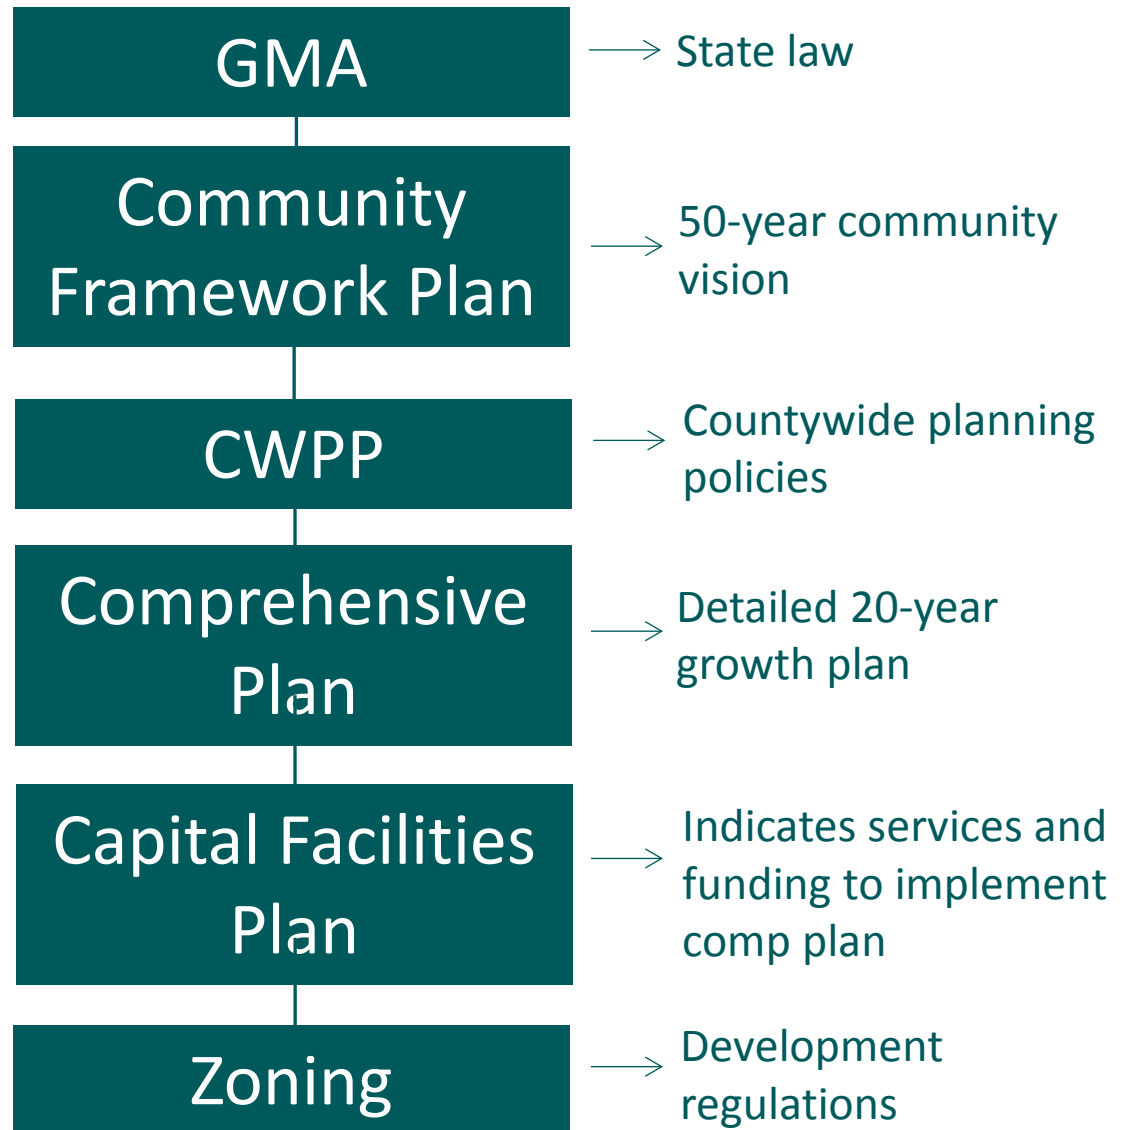 GMA
State law
Community
Framework Plan
50-year community
vision
CWPP
Countywide planning
policies
Comprehensive
Plan
Detailed 20-year
growth plan
Capital Facilities
Plan
Indicates services and
funding to implement
comp plan
Zoning
Development
regulations